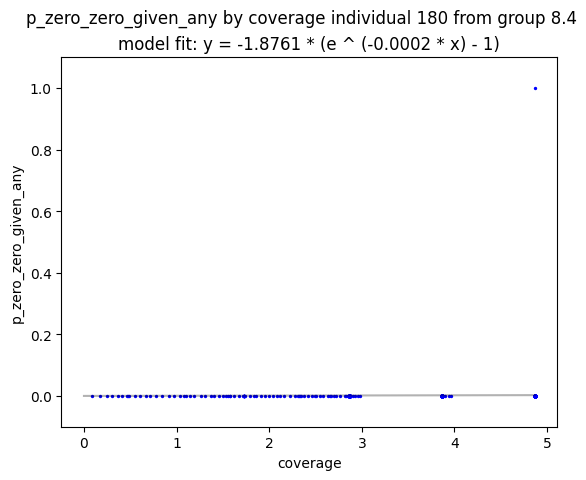 p_zero_zero_given_any by coverage individual 180 from group 8.4
model fit: y = -1.8761 * (e ^ (-0.0002 * x) - 1)
1.0
0.8
0.6
0.4
0.2
0.0
p_zero_zero_given_any
0 1 2 3 4 5
coverage